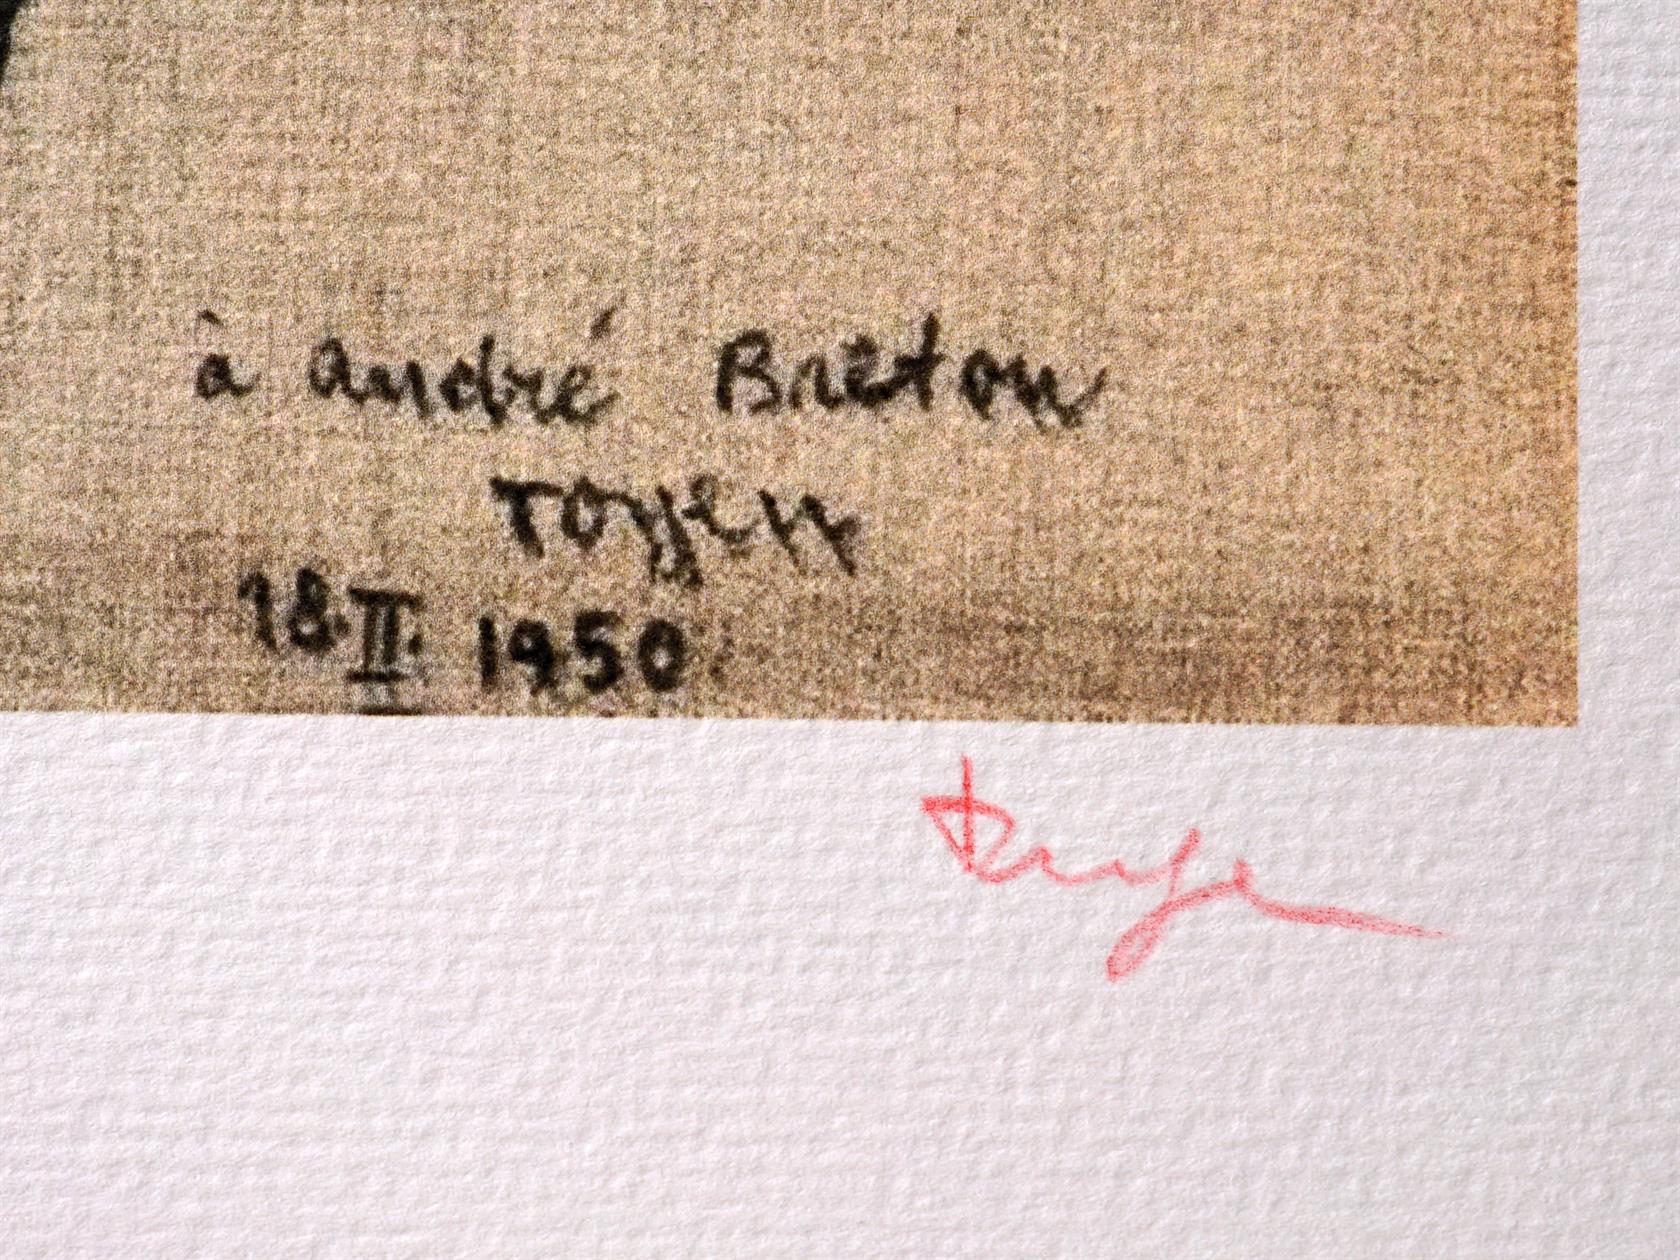 à André Breton
Toyen
18.II. 1950